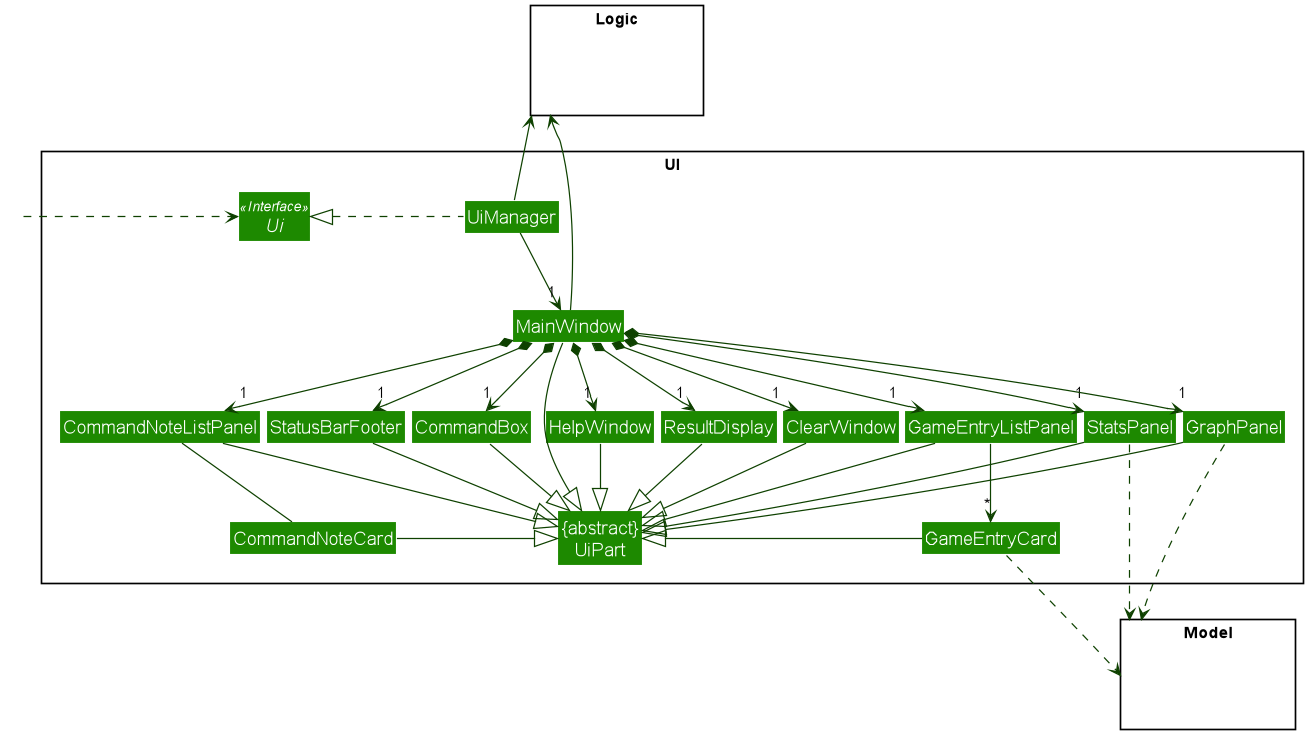 Logic
UI
«Interface»
Ui
UiManager
1
MainWindow
1 1 1 1 1 1 1 1 1
CommandNoteListPanel StatusBarFooter CommandBox HelpWindow ResultDisplay ClearWindow GameEntryListPanel StatsPanel GraphPanel
*
CommandNoteCard
{abstract}
UiPart
GameEntryCard
Model